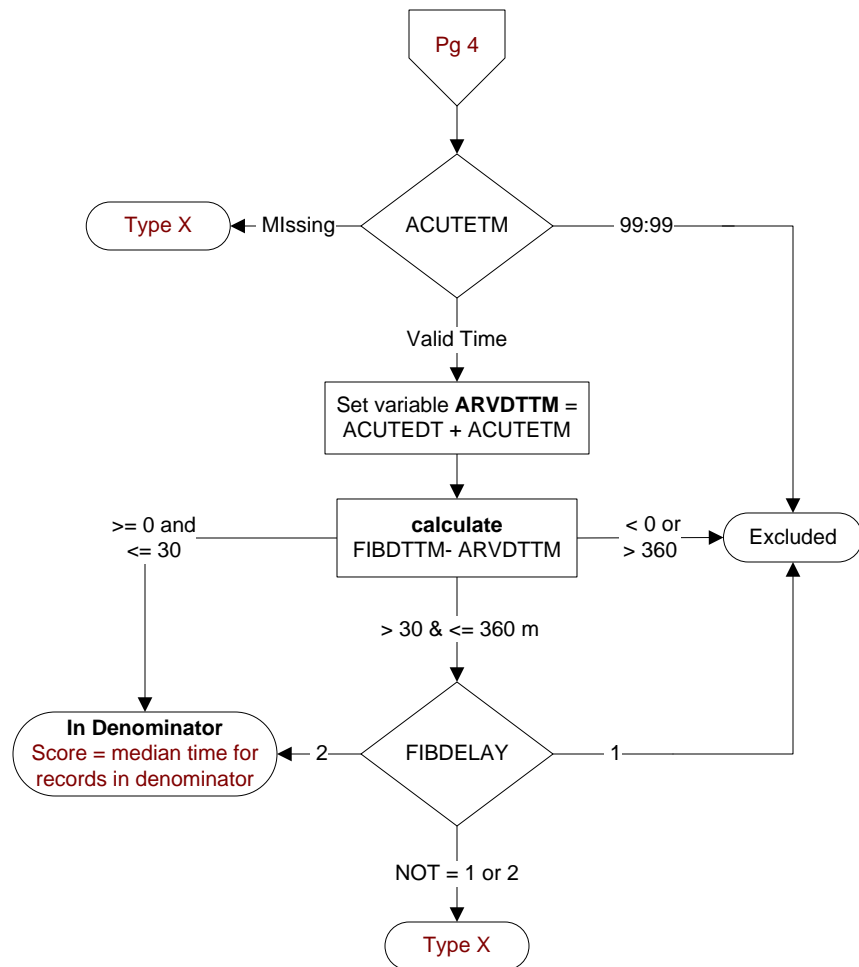 Pg 4
ACUTETM
MIssing
Type X
99:99
Valid Time
Set variable ARVDTTM =
ACUTEDT + ACUTETM
calculate
FIBDTTM- ARVDTTM
>= 0 and
<= 30
< 0 or
> 360
Excluded
> 30 & <= 360 m
FIBDELAY
2
1
In Denominator
Score = median time for
records in denominator
NOT = 1 or 2
Type X